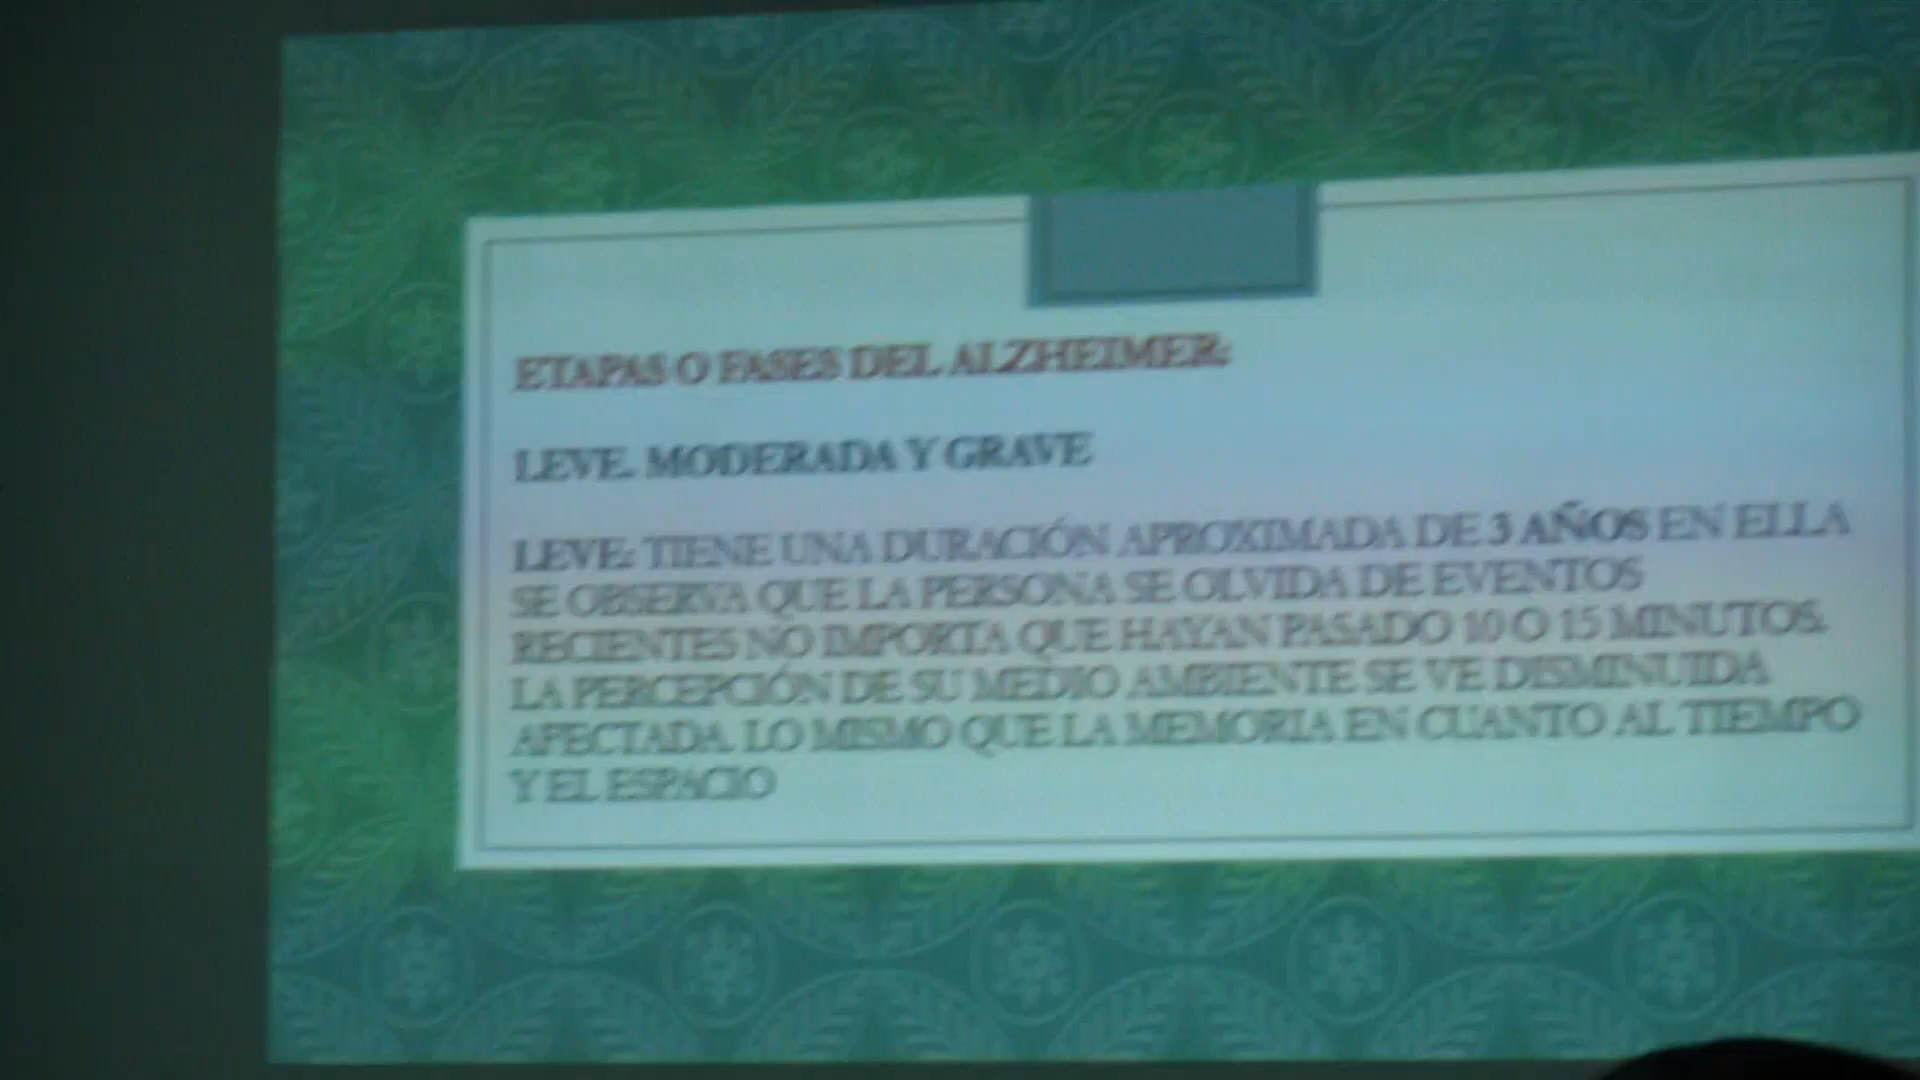 ETAPAS O FASES DEL ALZHEIMER:
LEVE. MODERADA Y GRAVE
LEVE: TIENE UNA DURACIÓN APROXIMADA DE 3 AÑOS EN ELLA
SE OBSERVA QUE LA PERSONA SE OLVIDA DE EVENTOS
RECIENTES NO IMPORTA QUE HAYAN PASADO 10 O 15 MINUTOS.
LA PERCEPCIÓN DE SU MEDIO AMBIENTE SE VE DISMINUIDA
AFECTADA. LO MISMO QUE LA MEMORIA EN CUANTO AL TIEMPO
Y EL ESPACIO